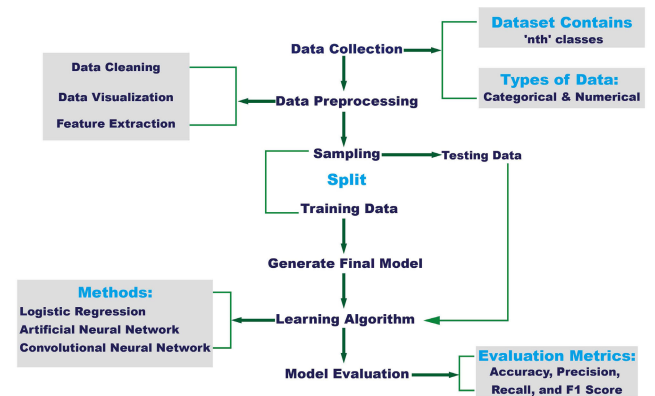 Dataset Contains
'nth' classes
Data Collection
Types of Data:
Categorical & Numerical
Data Cleaning
Data Visualization
Feature Extraction
Data Preprocessing
Sampling
Testing Data
Split
Training Data
Generate Final Model
Methods:
Logistic Regression
Artificial Neural Network
Convolutional Neural Network
Learning Algorithm
Model Evaluation
Evaluation Metrics:
Accuracy, Precision,
Recall, and F1 Score